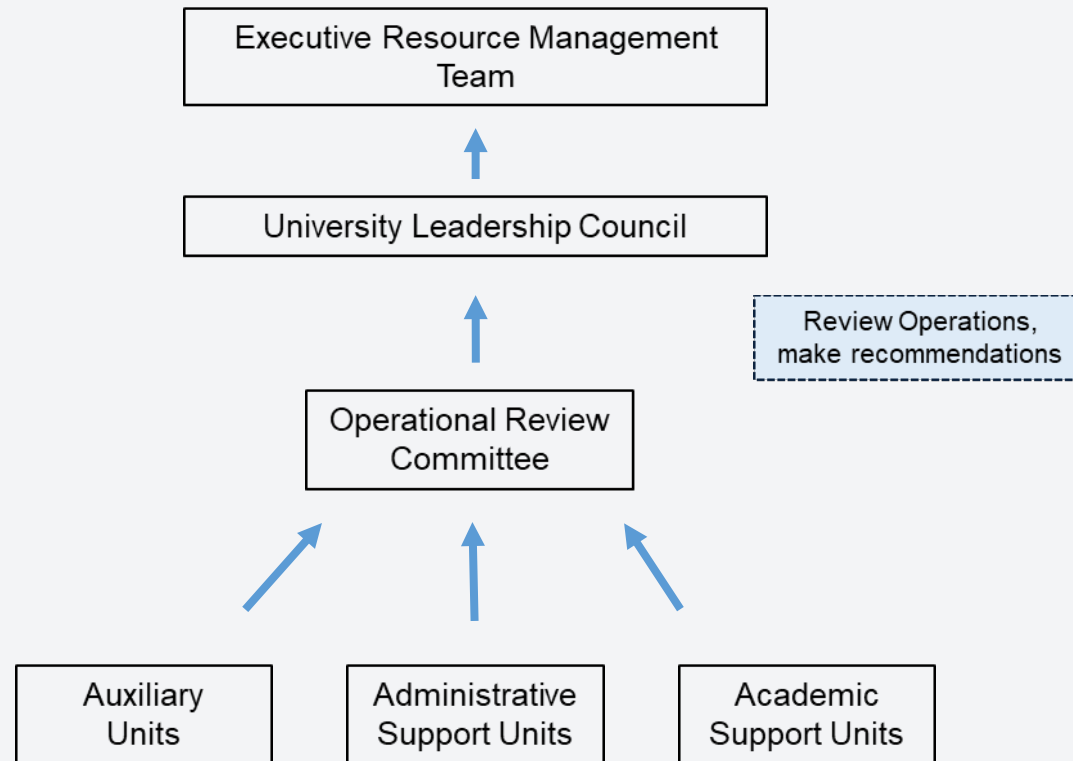 Executive Resource Management
Team
University Leadership Council
Review Operations,
make recommendations
Operational Review
Committee
Auxiliary
Units
Administrative
Support Units
Academic
Support Units